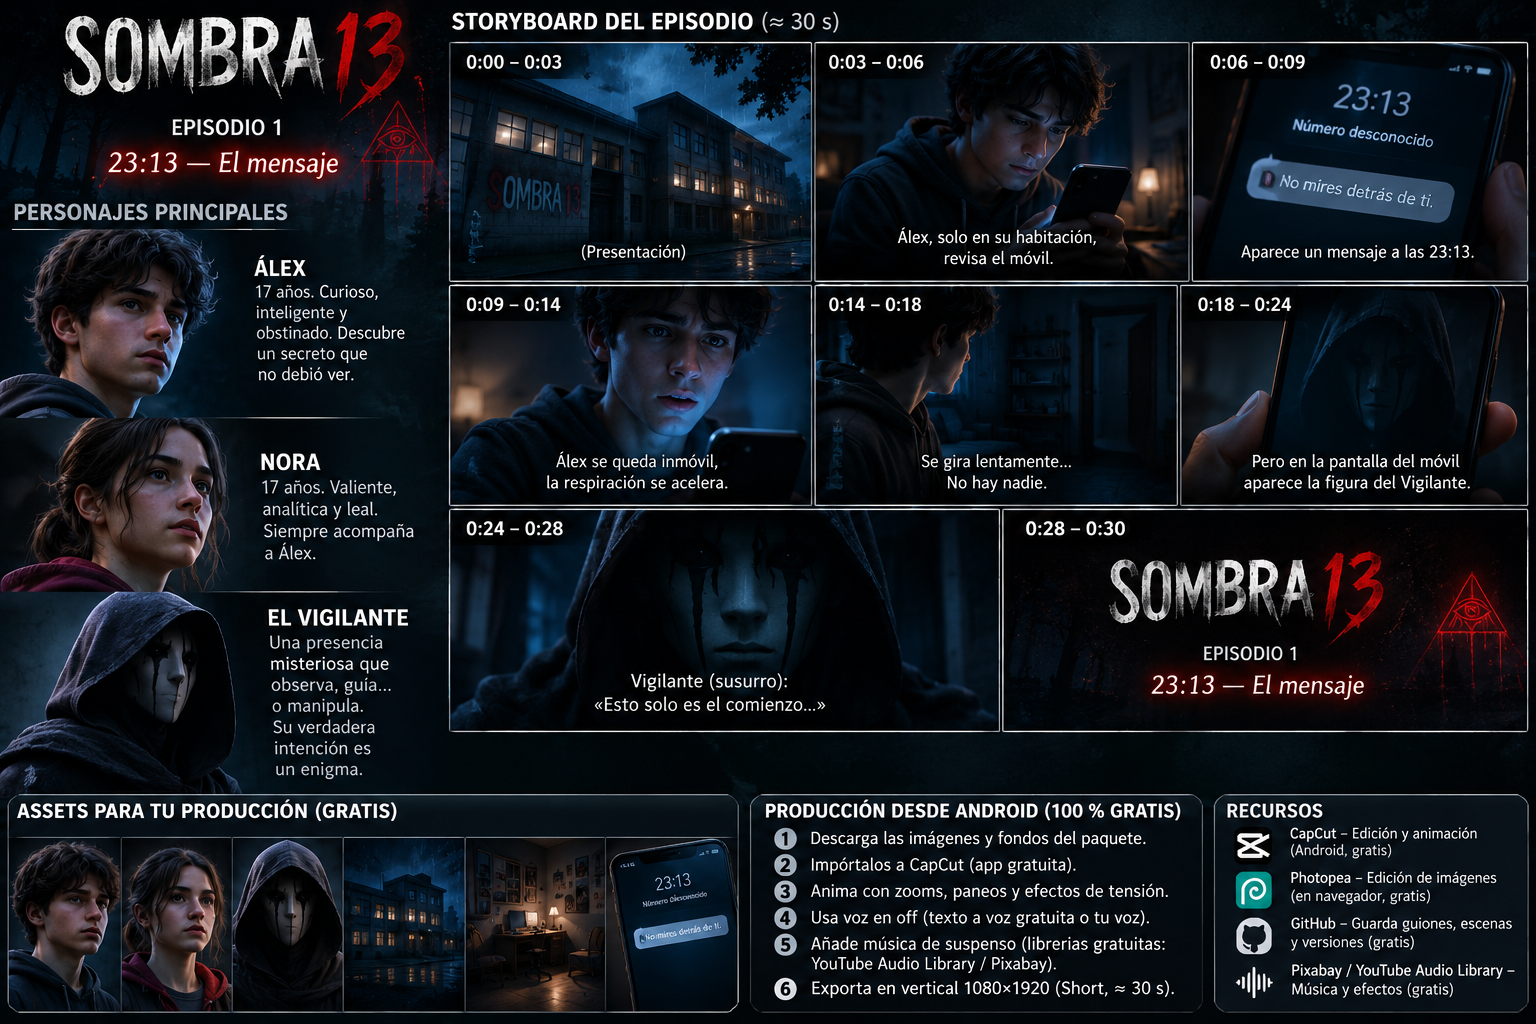 SOMBRA 13
EPISODIO 1
23:13 — El mensaje
PERSONAJES PRINCIPALES
ÁLEX
17 años. Curioso,
inteligente y
obstinado. Descubre
un secreto que
no debió ver.
NORA
17 años. Valiente,
analítica y leal.
Siempre acompaña
a Álex.
EL VIGILANTE
Una presencia
misteriosa que
observa, guía...
o manipula.
Su verdadera
intención es
un enigma.
STORYBOARD DEL EPISODIO (≈ 30 s)
0:00 – 0:03
SOMBRA 13
(Presentación)
0:03 – 0:06
Álex, solo en su habitación,
revisa el móvil.
0:06 – 0:09
23:13
Número desconocido
No mires detrás de ti.
Aparece un mensaje a las 23:13.
0:09 – 0:14
Álex se queda inmóvil,
la respiración se acelera.
0:14 – 0:18
Se gira lentamente...
No hay nadie.
0:18 – 0:24
Pero en la pantalla del móvil
aparece la figura del Vigilante.
0:24 – 0:28
Vigilante (susurro):
«Esto solo es el comienzo...»
0:28 – 0:30
SOMBRA 13
EPISODIO 1
23:13 — El mensaje
ASSETS PARA TU PRODUCCIÓN (GRATIS)
23:13
Número Desconocido
No mires detrás de ti.
PRODUCCIÓN DESDE ANDROID (100 % GRATIS)
1 Descarga las imágenes y fondos del paquete.
2 Impórtalos a CapCut (app gratuita).
3 Anima con zooms, paneos y efectos de tensión.
4 Usa voz en off (texto a voz gratuita o tu voz).
5 Añade música de suspenso (librerias gratuitas:
YouTube Audio Library / Pixabay).
6 Exporta en vertical 1080×1920 (Short, ≈ 30 s).
RECURSOS
CapCut – Edición y animación
(Android, gratis)
Photopea – Edición de imágenes
(en navegador, gratis)
GitHub – Guarda guiones, escenas
y versiones (gratis)
Pixabay / YouTube Audio Library –
Música y efectos (gratis)